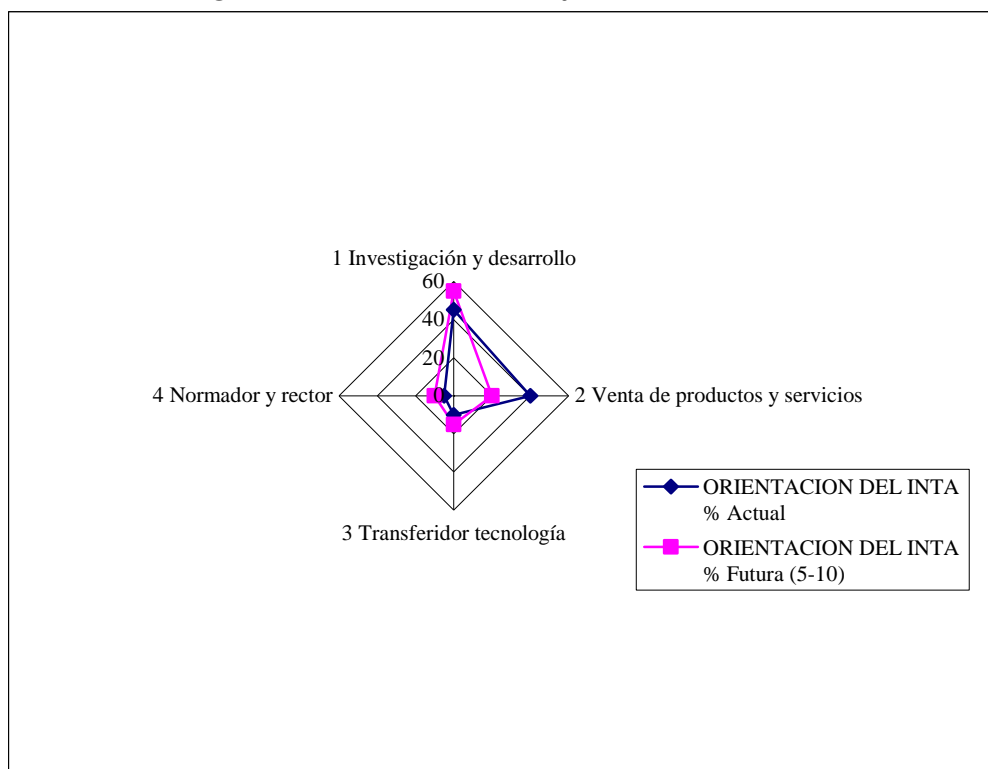 1 Investigación y desarrollo
60
40
20
0
4 Normador y rector
2 Venta de productos y servicios
3 Transferidor tecnología
ORIENTACION DEL INTA
% Actual
ORIENTACION DEL INTA
% Futura (5-10)